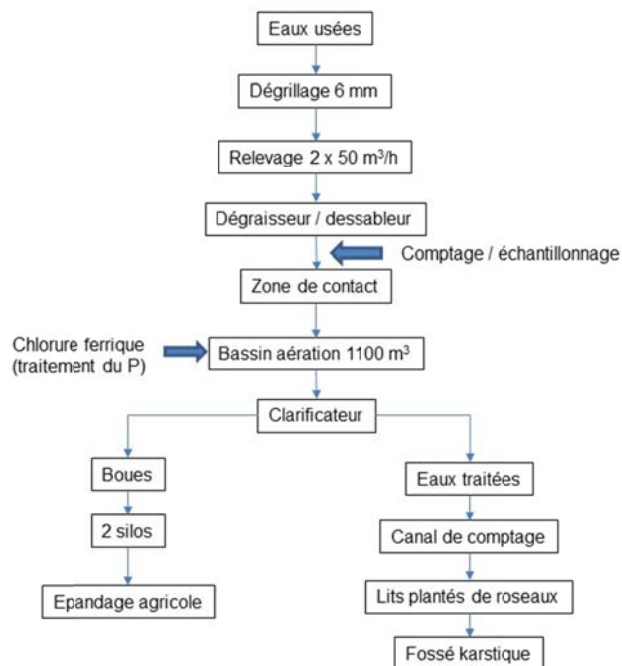 Eaux usées
Dégrillage 6 mm
Relevage 2 x 50 m³/h
Dégraisseur / dessableur
Comptage / échantillonnage
Zone de contact
Chlorure ferrique
(traitement du P)
Bassin aération 1100 m³
Clarificateur
Boues
Eaux traitées
2 silos
Canal de comptage
Epandage agricole
Lits plantés de roseaux
Fossé karstique